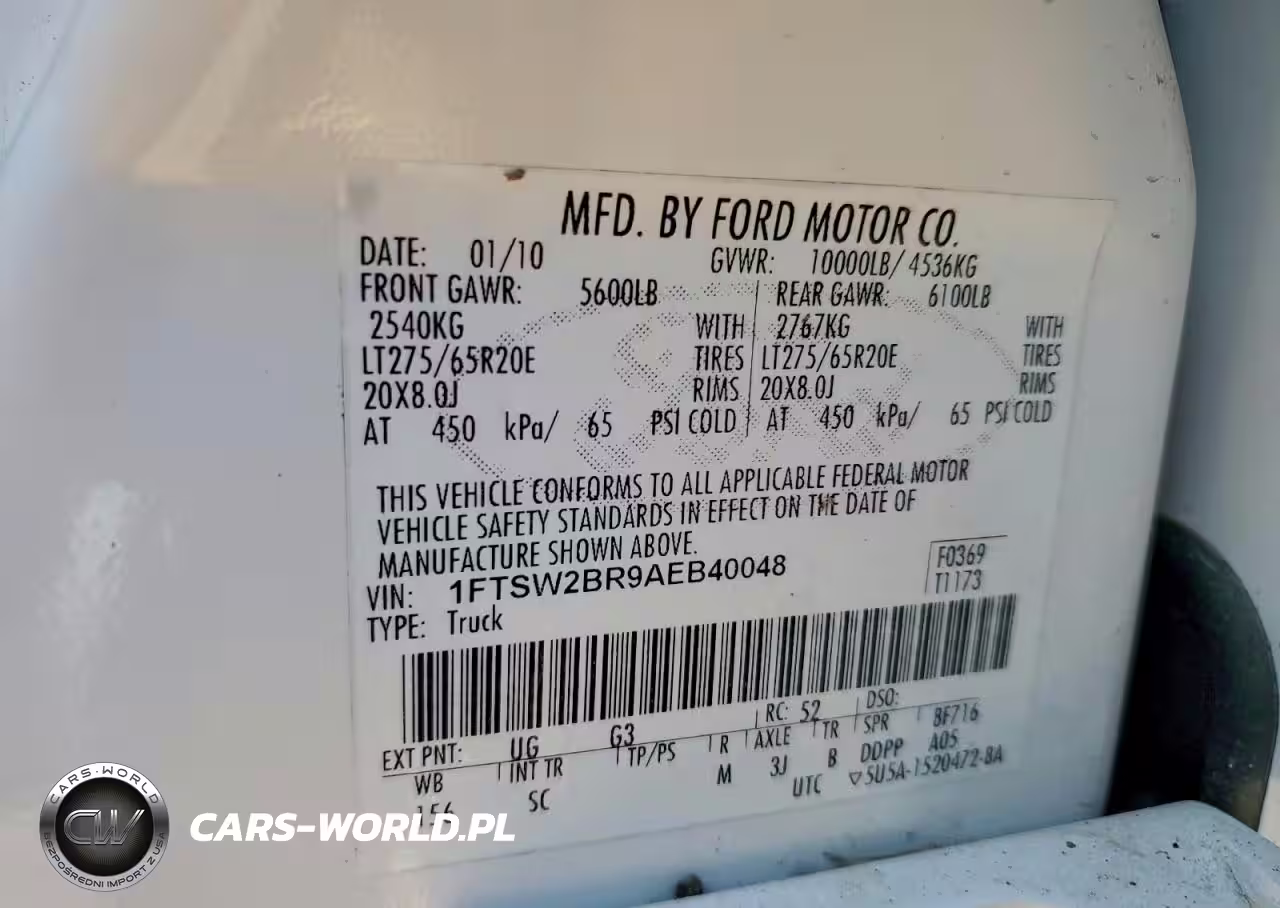 MFD. BY FORD MOTOR CO.
DATE: 01/10 GVWR: 10000LB/ 4536KG
FRONT GAWR: 5600LB REAR GAWR: 6100LB
2540KG WITH 2767KG WITH
LT275/65R20E TIRES LT275/65R20E TIRES
20X8.0J RIMS 20X8.0J RIMS
AT 450 kPa/ 65 PSI COLD AT 450 kPa/ 65 PSI COLD
THIS VEHICLE CONFORMS TO ALL APPLICABLE FEDERAL MOTOR
VEHICLE SAFETY STANDARDS IN EFFECT ON THE DATE OF
MANUFACTURE SHOWN ABOVE.
VIN: 1FTSW2BR9AEB40048 F0369
TYPE: Truck T1173
EXT PNT: UG G3 RC: 52 DSO:
WB INT TR TP/PS R AXLE TR SPR BF716
156 SC M 3J B DDPP A05
UTC ▽5U5A-1520472-BA
CARS-WORLD
CW
BEZPOŚREDNI IMPORT Z USA
CARS-WORLD.PL